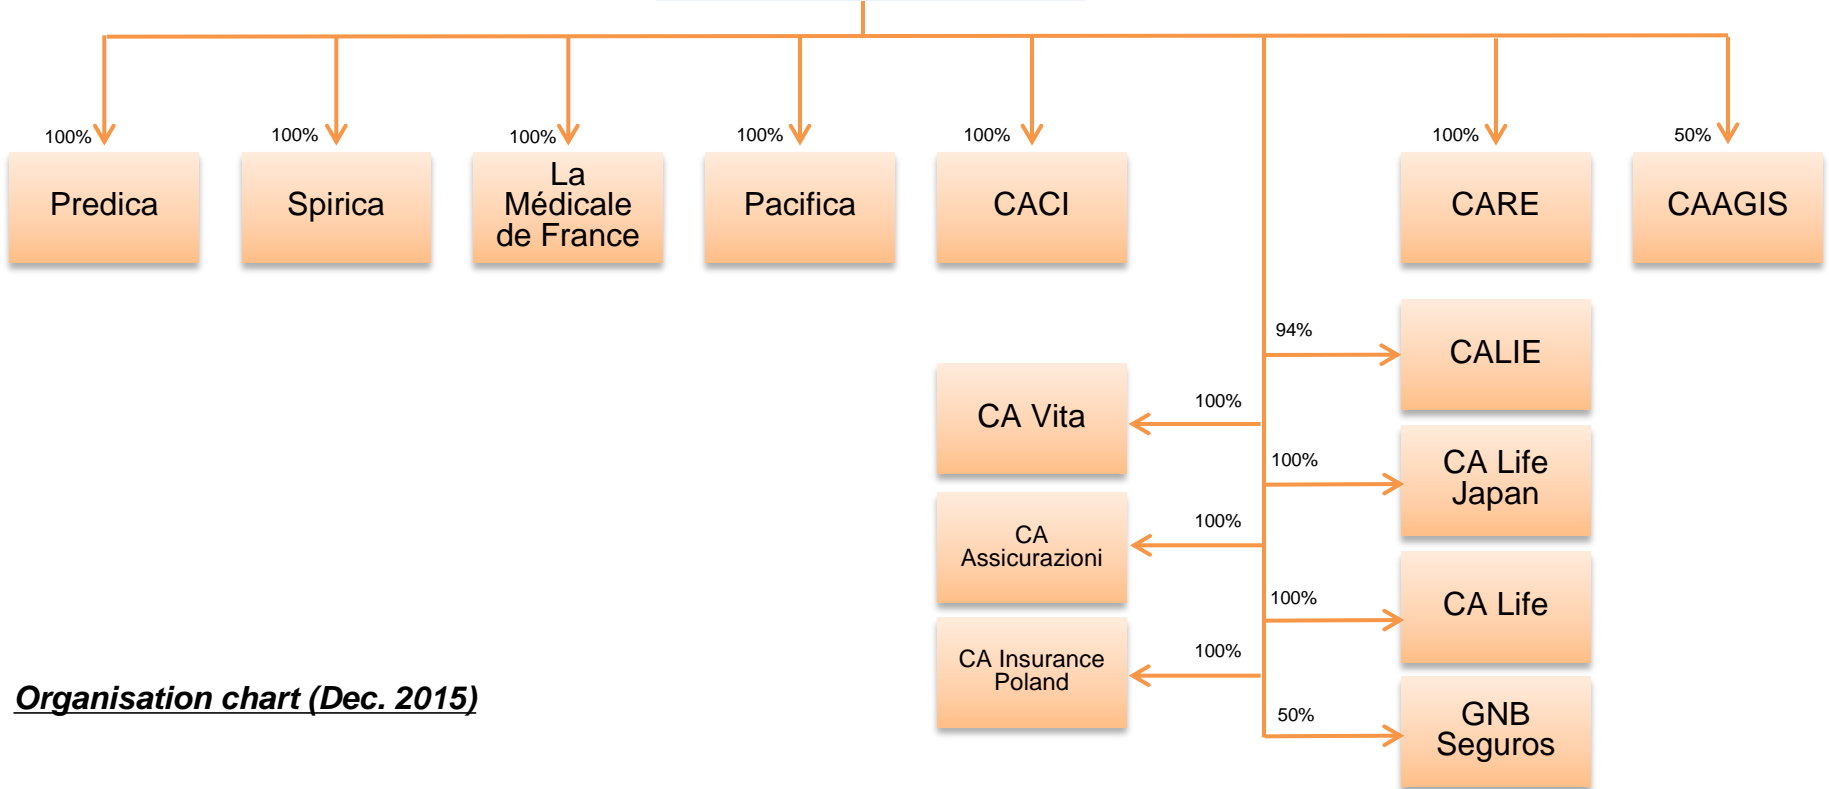 100%
100%
100%
100%
100%
100%
50%
Predica
Spirica
La
Médicale
de France
Pacifica
CACI
CARE
CAAGIS
94%
CALIE
100%
CA Vita
100%
CA Life
Japan
100%
CA
Assicurazioni
100%
CA Life
100%
CA Insurance
Poland
50%
GNB
Seguros
Organisation chart (Dec. 2015)